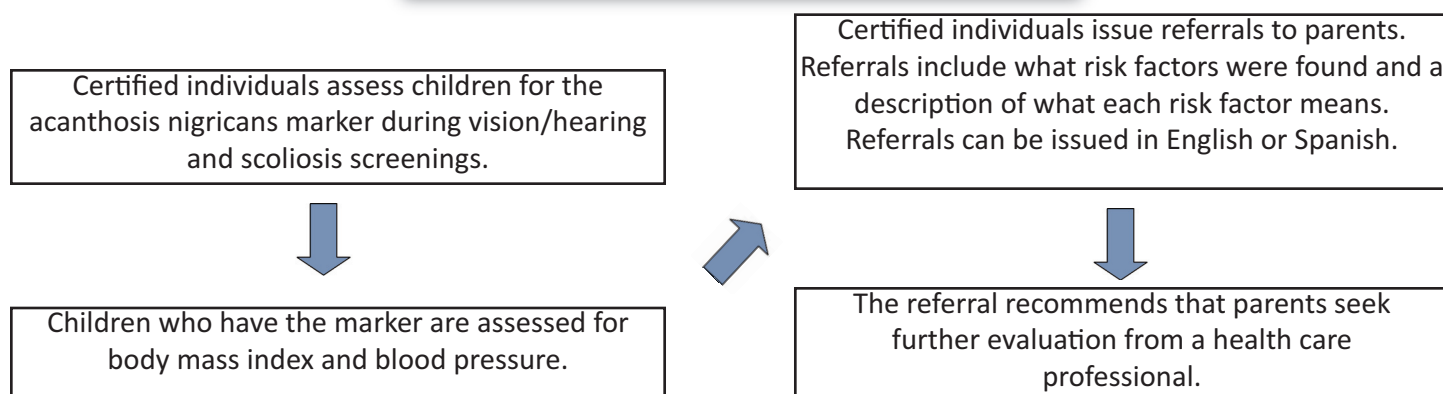 Certified individuals assess children for the
acanthosis nigricans marker during vision/hearing
and scoliosis screenings.
Children who have the marker are assessed for
body mass index and blood pressure.
Certified individuals issue referrals to parents.
Referrals include what risk factors were found and a
description of what each risk factor means.
Referrals can be issued in English or Spanish.
The referral recommends that parents seek
further evaluation from a health care
professional.